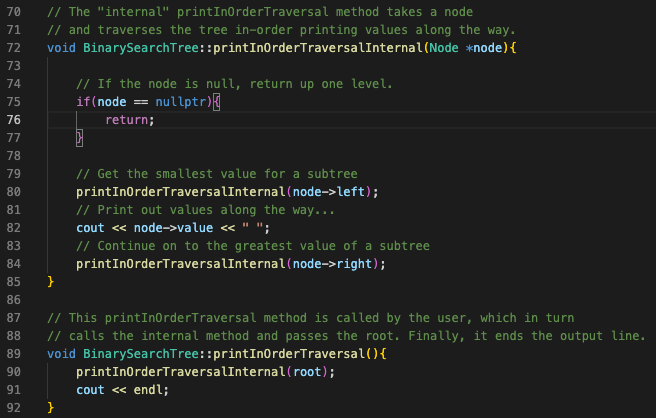 70 // The "internal" printInOrderTraversal method takes a node
71 // and traverses the tree in-order printing values along the way.
72 void BinarySearchTree::printInOrderTraversalInternal(Node *node){
73
74     // If the node is null, return up one level.
75     if(node == nullptr){
76         return;
77     }
78
79     // Get the smallest value for a subtree
80     printInOrderTraversalInternal(node->left);
81     // Print out values along the way...
82     cout << node->value << " ";
83     // Continue on to the greatest value of a subtree
84     printInOrderTraversalInternal(node->right);
85 }
86
87 // This printInOrderTraversal method is called by the user, which in turn
88 // calls the internal method and passes the root. Finally, it ends the output line.
89 void BinarySearchTree::printInOrderTraversal(){
90     printInOrderTraversalInternal(root);
91     cout << endl;
92 }